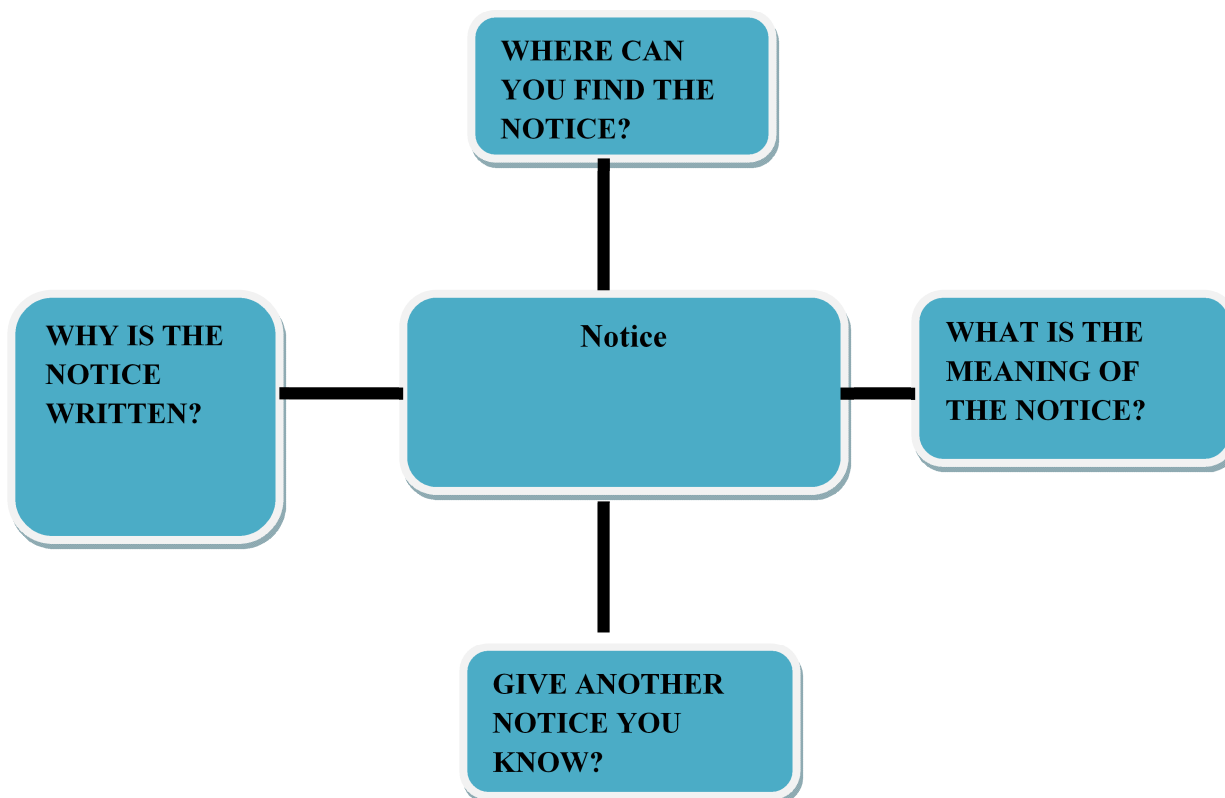 WHERE CAN
YOU FIND THE
NOTICE?
WHY IS THE
NOTICE
WRITTEN?
Notice
WHAT IS THE
MEANING OF
THE NOTICE?
GIVE ANOTHER
NOTICE YOU
KNOW?